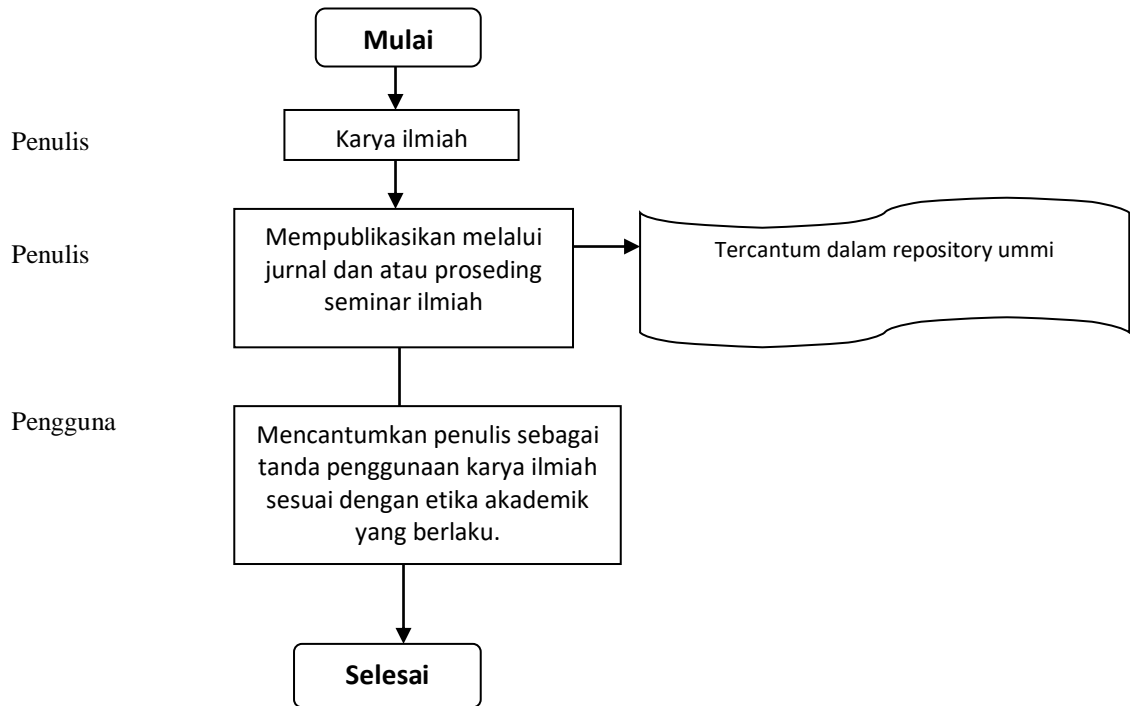 Mulai
Penulis
Karya ilmiah
Penulis
Mempublikasikan melalui
jurnal dan atau proseding
seminar ilmiah
Tercantum dalam repository ummi
Pengguna
Mencantumkan penulis sebagai
tanda penggunaan karya ilmiah
sesuai dengan etika akademik
yang berlaku.
Selesai